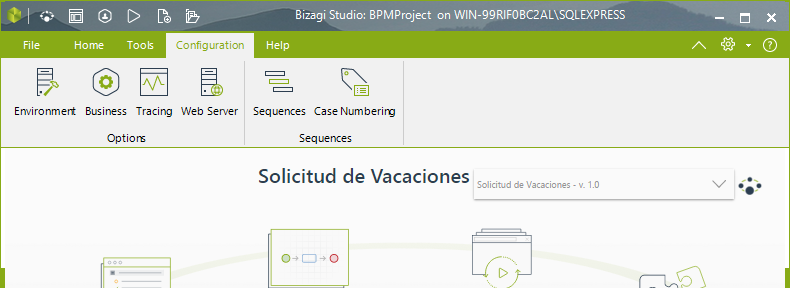 Bizagi Studio: BPMProject on WIN-99RIF0BC2AL\SQLEXPRESS
File Home Tools Configuration Help
Environment Business Tracing Web Server Sequences Case Numbering
Options Sequences
Solicitud de Vacaciones
Solicitud de Vacaciones - v. 1.0